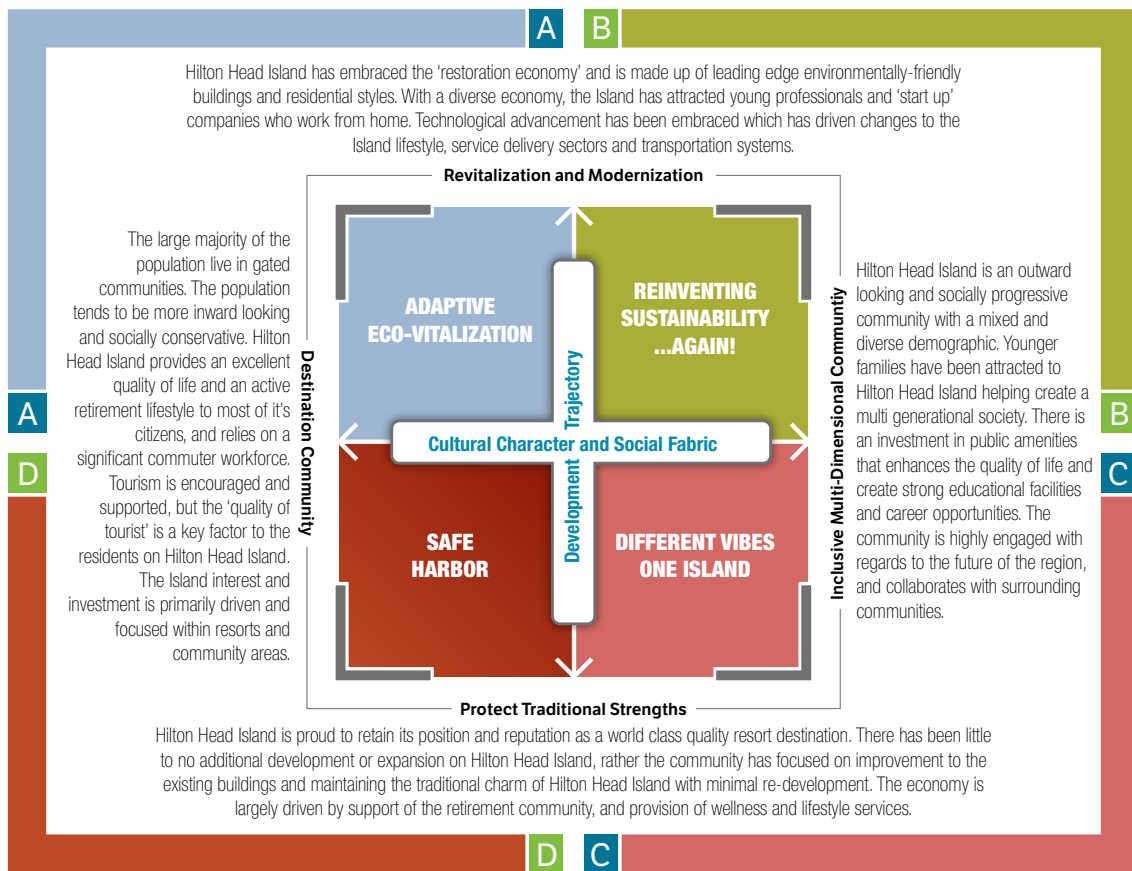 A B
Hilton Head Island has embraced the ‘restoration economy’ and is made up of leading edge environmentally-friendly
buildings and residential styles. With a diverse economy, the Island has attracted young professionals and ‘start up’
companies who work from home. Technological advancement has been embraced which has driven changes to the
Island lifestyle, service delivery sectors and transportation systems.
Revitalization and Modernization
The large majority of the
population live in gated
communities. The population
tends to be more inward looking
and socially conservative. Hilton
Head Island provides an excellent
quality of life and an active
retirement lifestyle to most of it's
citizens, and relies on a
significant commuter workforce.
Tourism is encouraged and
supported, but the ‘quality of
tourist’ is a key factor to the
residents on Hilton Head Island.
The Island interest and
investment is primarily driven and
focused within resorts and
community areas.
A
D
Destination Community
ADAPTIVE
ECO-VITALIZATION
REINVENTING
SUSTAINABILITY
...AGAIN!
Cultural Character and Social Fabric
Development Trajectory
SAFE
HARBOR
DIFFERENT VIBES
ONE ISLAND
Inclusive Multi-Dimensional Communtiy
Hilton Head Island is an outward
looking and socially progressive
community with a mixed and
diverse demographic. Younger
families have been attracted to
Hilton Head Island helping create a
multi generational society. There is
an investment in public amenities
that enhances the quality of life and
create strong educational facilities
and career opportunities. The
community is highly engaged with
regards to the future of the region,
and collaborates with surrounding
communities.
B
C
Protect Traditional Strengths
Hilton Head Island is proud to retain its position and reputation as a world class quality resort destination. There has been little
to no additional development or expansion on Hilton Head Island, rather the community has focused on improvement to the
existing buildings and maintaining the traditional charm of Hilton Head Island with minimal re-development. The economy is
largely driven by support of the retirement community, and provision of wellness and lifestyle services.
D C